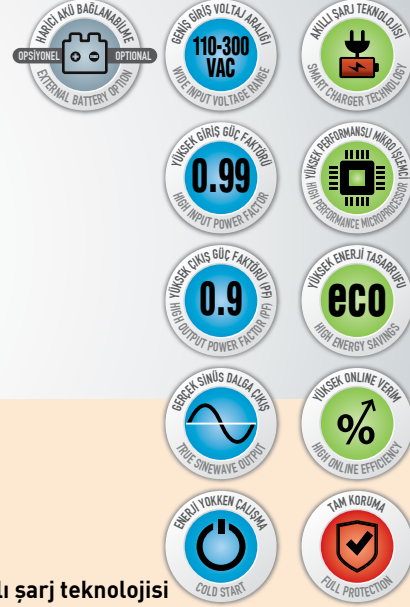 HARİCİ AKÜ BAĞLANABİLME
OPSİYONEL
OPTIONAL
EXTERNAL BATTERY OPTION
GENİŞ GİRİŞ VOLTAJ ARALIĞI
110-300
VAC
WIDE INPUT VOLTAGE RANGE
AKILLI ŞARJ TEKNOLOJİSİ
SMART CHARGER TECHNOLOGY
YÜKSEK GİRİŞ GÜÇ FAKTÖRÜ
0.99
HIGH INPUT POWER FACTOR
YÜKSEK PERFORMANSLI MİKRO İŞLEMCİ
HIGH PERFORMANCE MICROPROCESSOR
YÜKSEK ÇIKIŞ GÜÇ FAKTÖRÜ (PF)
0.9
HIGH OUTPUT POWER FACTOR (PF)
YÜKSEK ENERJİ TASARRUFU
eco
HIGH ENERGY SAVINGS
GERÇEK SİNÜS DALGA ÇIKIŞ
TRUE SINEWAVE OUTPUT
YÜKSEK ONLINE VERİM
%
HIGH ONLINE EFFICIENCY
ENERJİ YOKKEN ÇALIŞMA
COLD START
TAM KORUMA
FULL PROTECTION
lı şarj teknolojisi